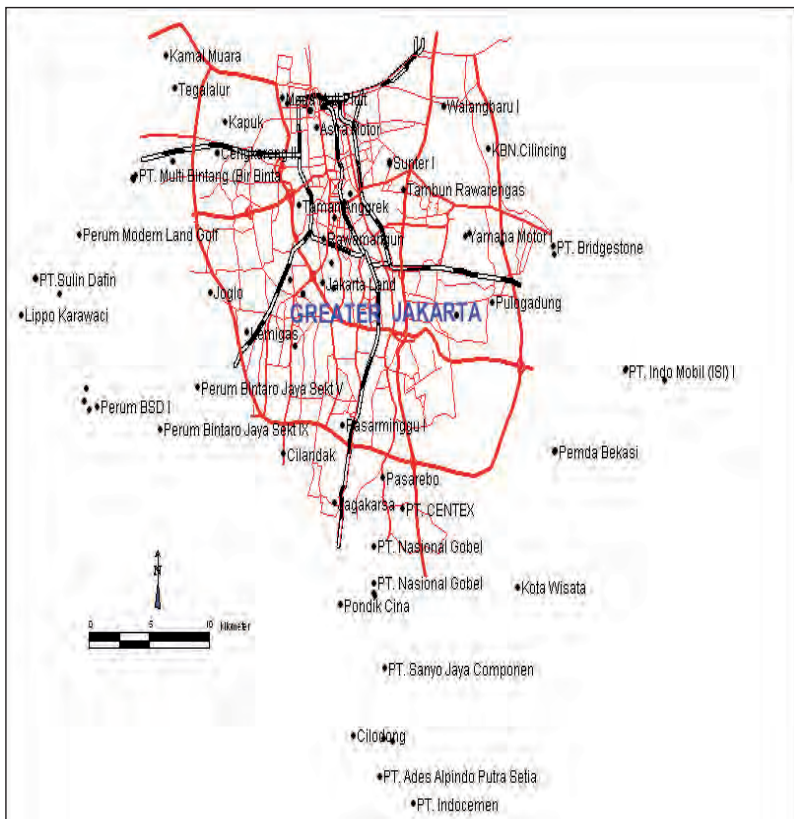 Kamal Muara
Tegalalur
Kapuk
Astra Motor
Walangbaru I
KBN.Cilincing
Cengkareng II
Sunter I
PT. Multi Bintang (Bir Binta
Tambun Rawarengas
Taman Anggrek
Perum Modern Land Golf
Rawamangun
Yamaha Motor I
PT. Bridgestone
PT.Sulin Dafin
Jakarta Land
Joglo
Pulogadung
Lippo Karawaci
GREATER JAKARTA
Lemigas
PT. Indo Mobil (ISI) I
Perum Bintaro Jaya Sekt V
Perum BSD I
Perum Bintaro Jaya Sekt IX
Pasarminggu I
Cilandak
Pemda Bekasi
Pasarebo
Jagakarsa
PT. CENTEX
PT. Nasional Gobel
N
PT. Nasional Gobel
Kota Wisata
Pondik Cina
0 5 10
kilometer
PT. Sanyo Jaya Componen
Cilodong
PT. Ades Alpindo Putra Setia
PT. Indocemen